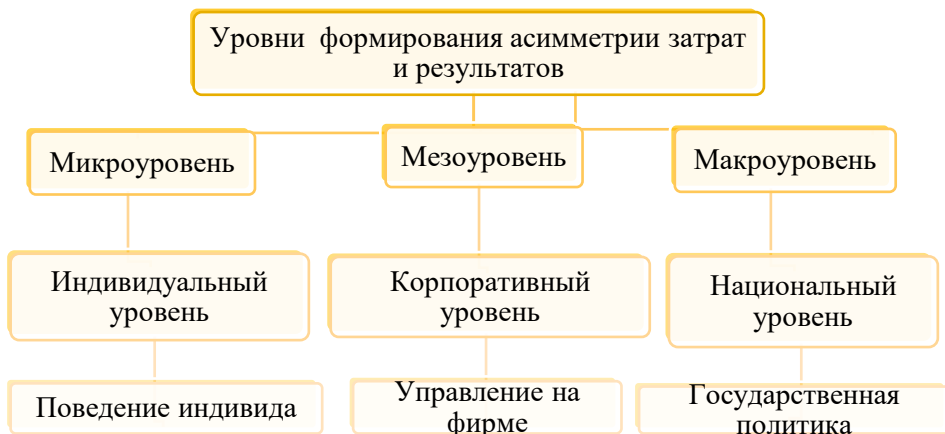 Уровни формирования асимметрии затрат
и результатов
Микроуровень
Мезоуровень
Макроуровень
Индивидуальный
уровень
Корпоративный
уровень
Национальный
уровень
Поведение индивида
Управление на
фирме
Государственная
политика